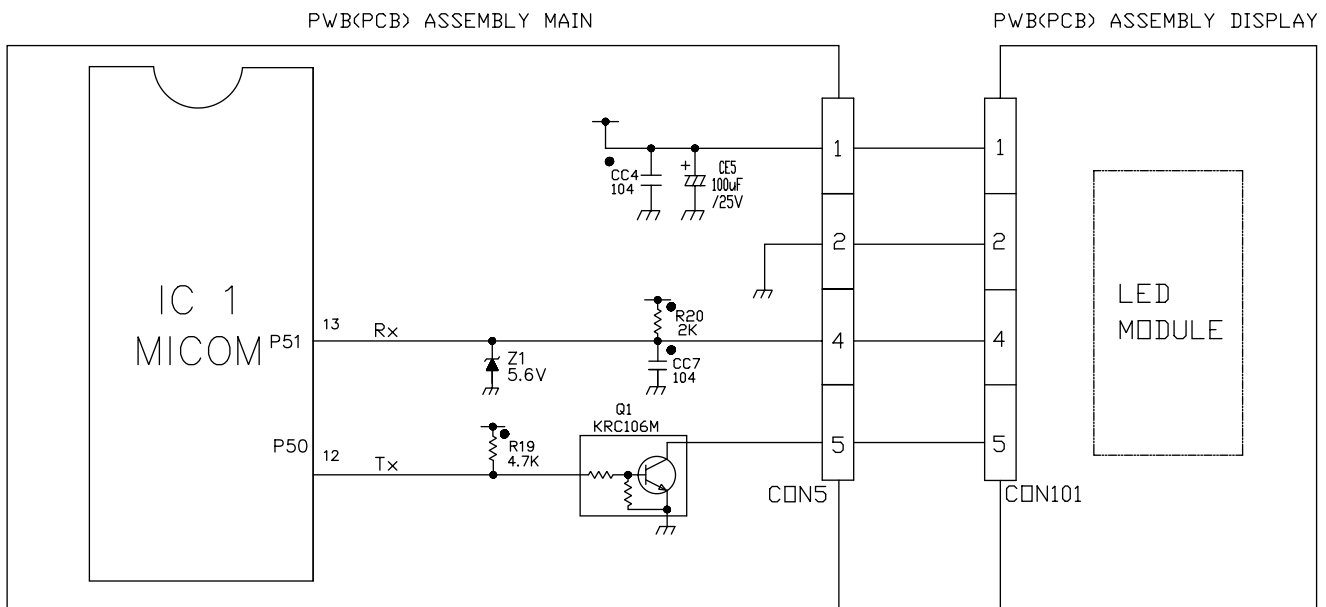 PWB(PCB) ASSEMBLY MAIN
PWB(PCB) ASSEMBLY DISPLAY
IC 1
MICOM
P51
13
Rx
P50
12
Tx
CC4
104
+
CE5
100uF
/25V
Z1
5.6V
R20
2K
CC7
104
R19
4.7K
Q1
KRC106M
1
2
4
5
CON5
1
2
4
5
CON101
LED
MODULE